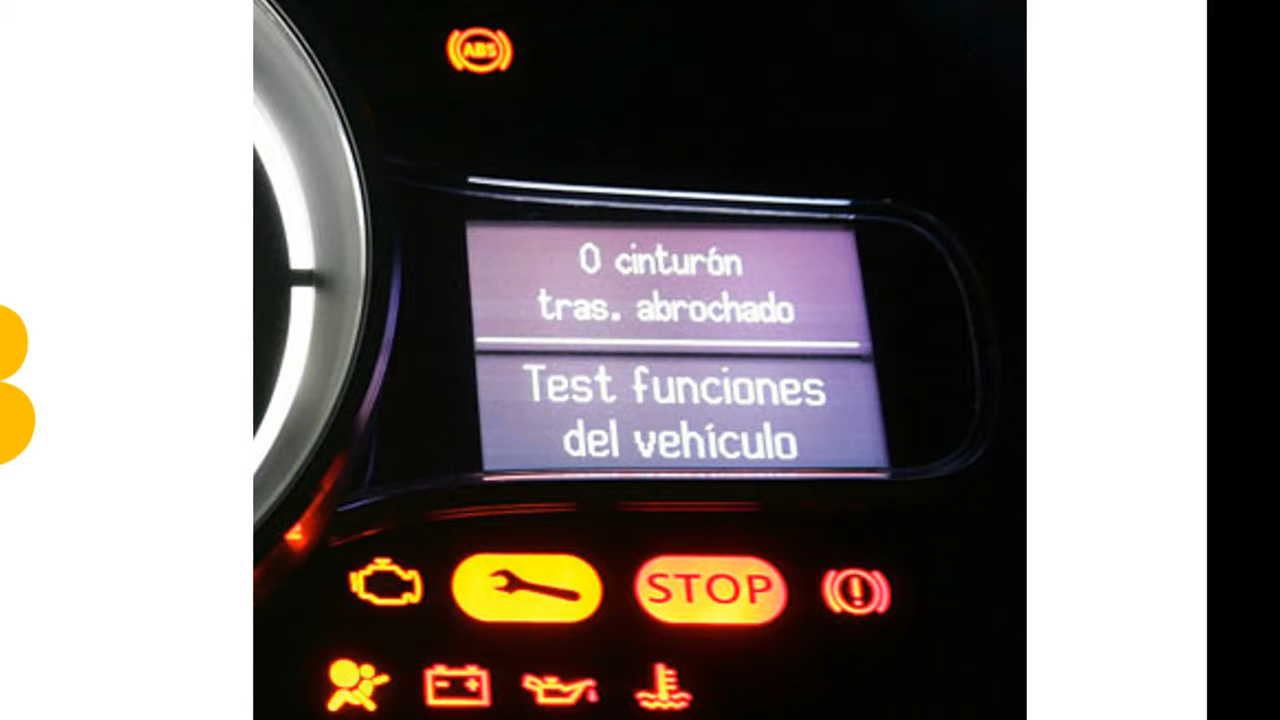 ABS
0 cinturón
tras. abrochado
Test funciones
del vehículo
STOP